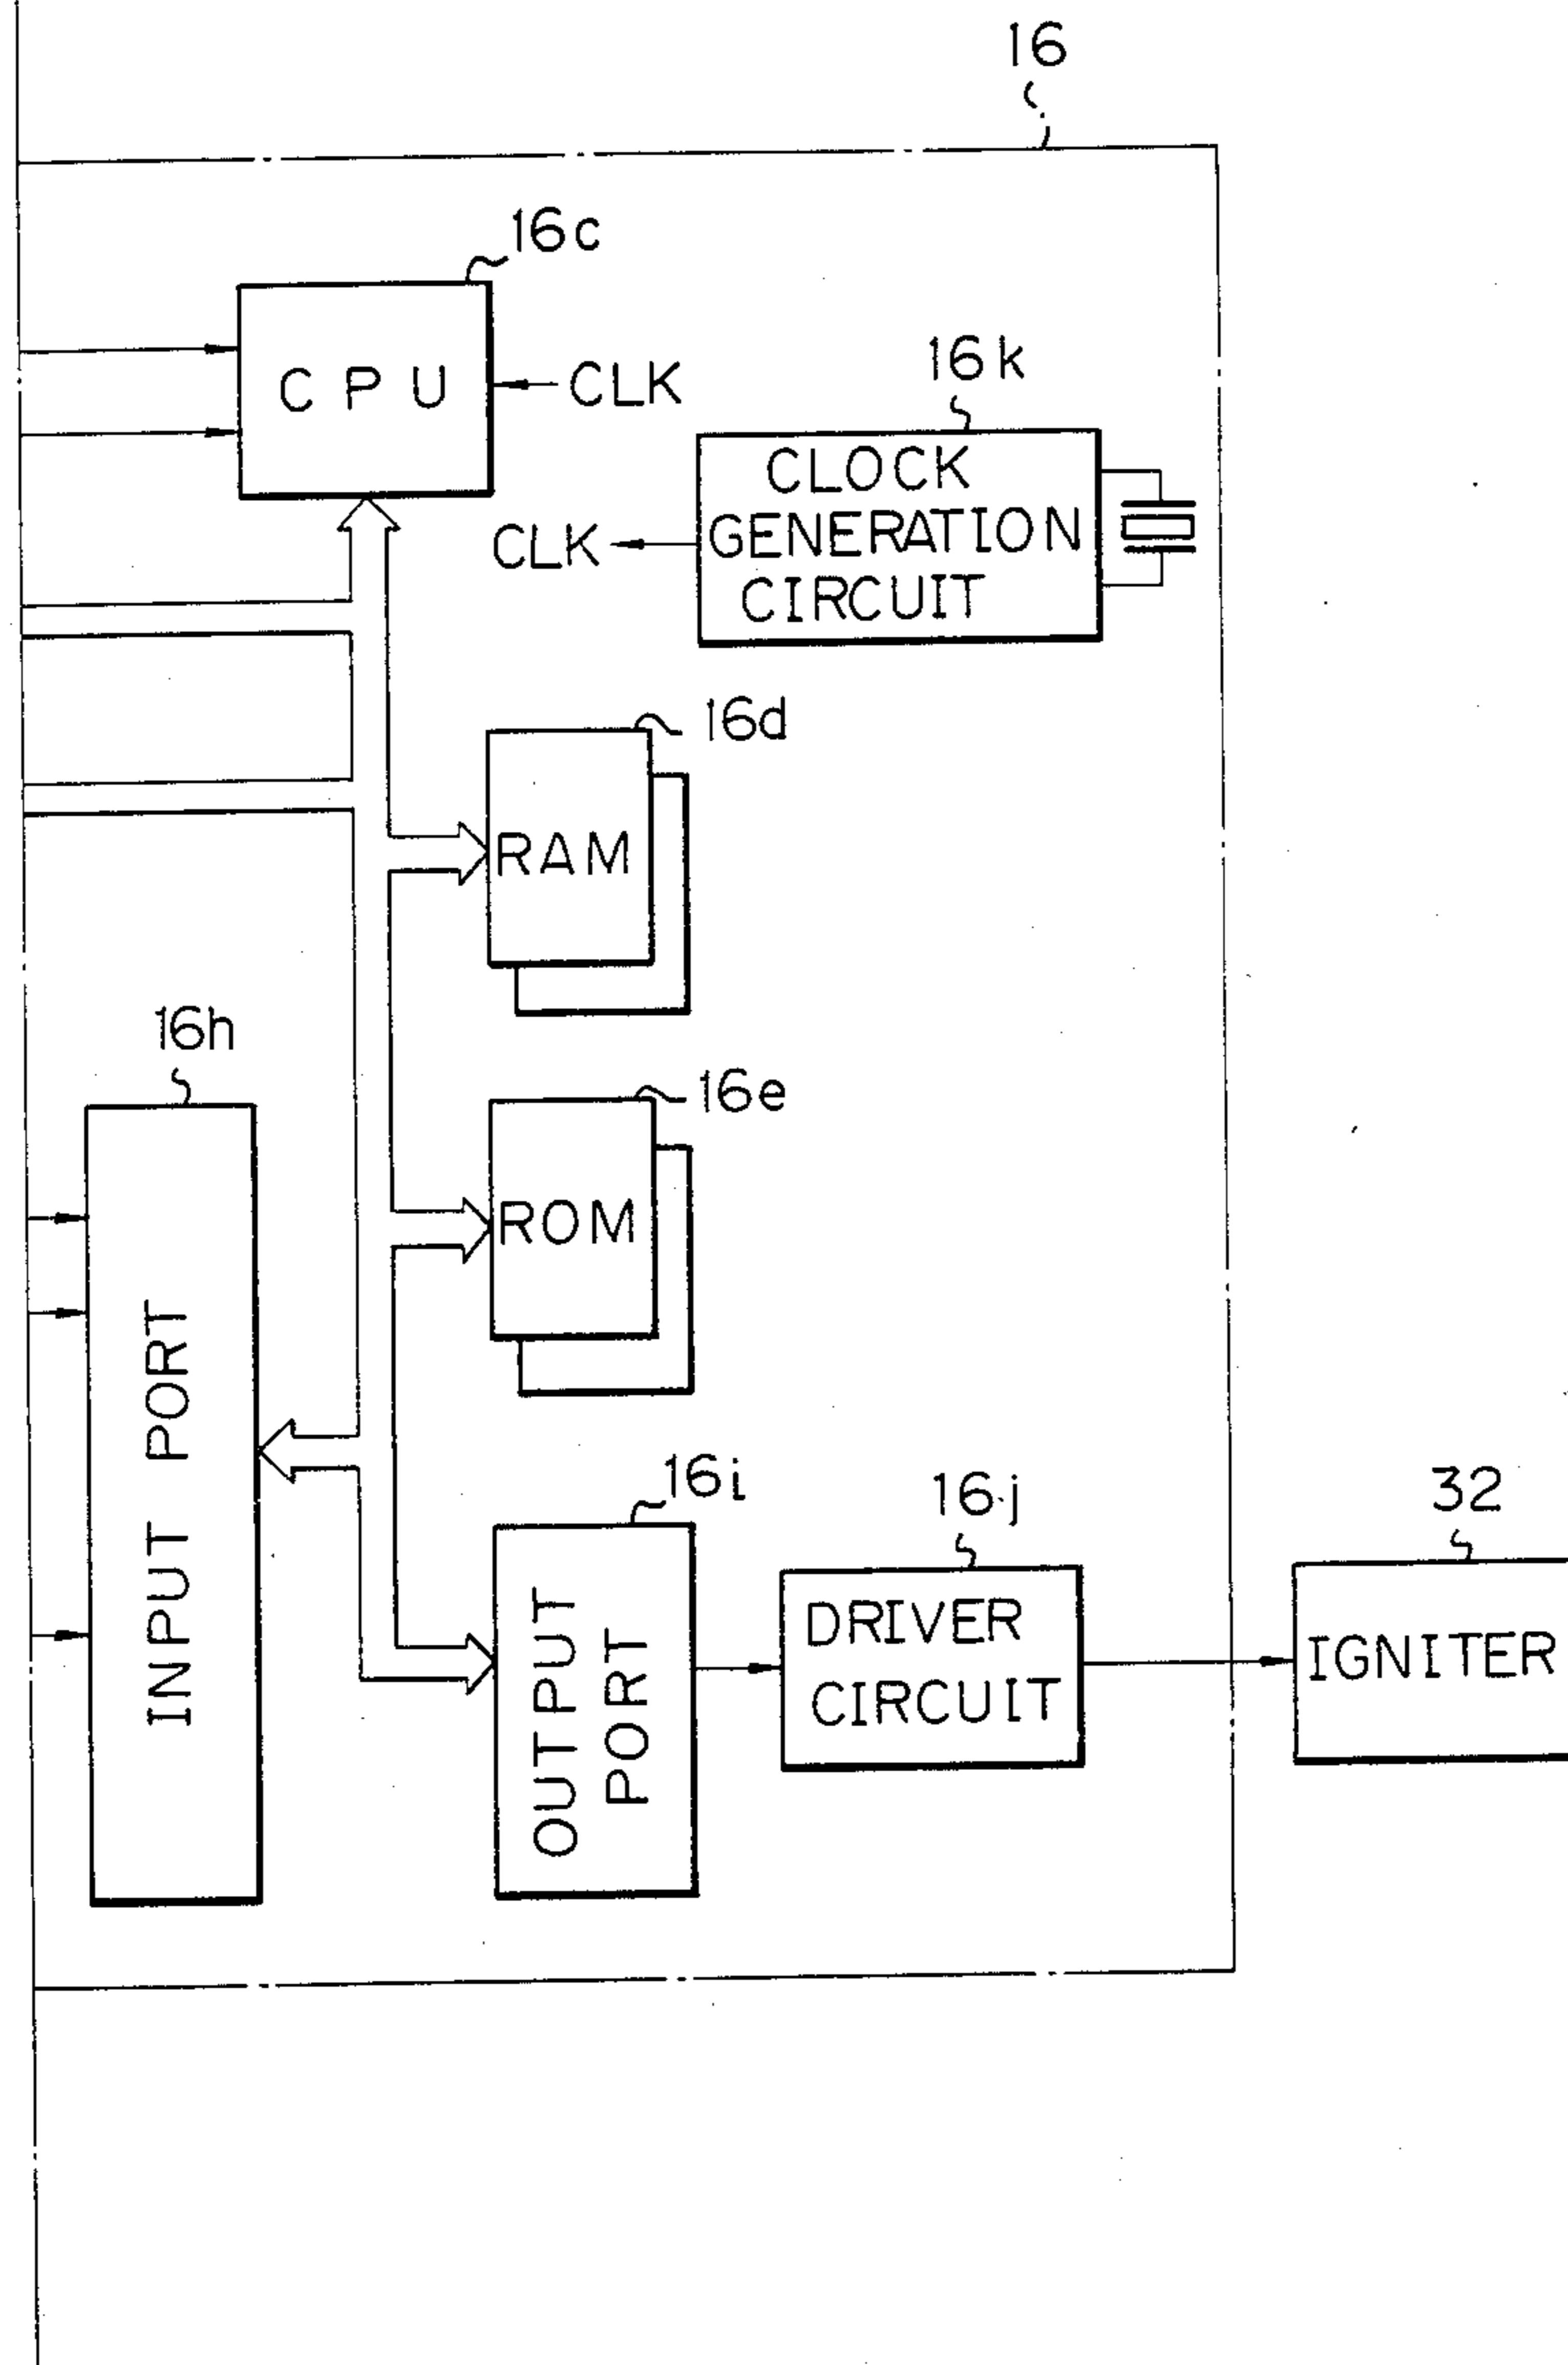 16
16c
CPU
CLK
16k
CLOCK
GENERATION
CIRCUIT
CLK
16d
RAM
16h
INPUT PORT
16e
ROM
16i
OUTPUT
PORT
16j
DRIVER
CIRCUIT
32
IGNITER